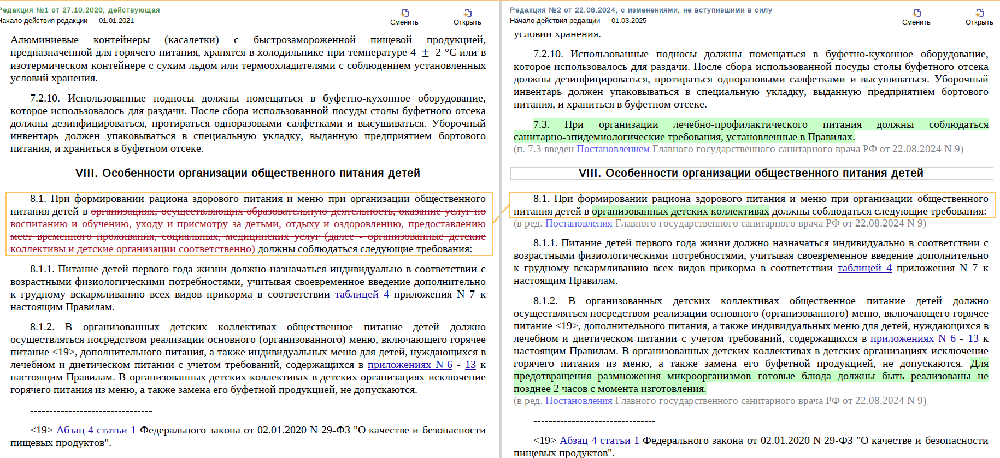 Редакция №1 от 27.10.2020, действующая
Начало действия редакции — 01.01.2021
Сменить
Открыть
Алюминиевые контейнеры (касалетки) с быстрозамороженной пищевой продукцией,
предназначенной для горячего питания, хранятся в холодильнике при температуре 4 ± 2 °C или в
изотермическом контейнере с сухим льдом или термоохладителями с соблюдением установленных
условий хранения.
7.2.10. Использованные подносы должны помещаться в буфетно-кухонное оборудование,
которое использовалось для раздачи. После сбора использованной посуды столы буфетного отсека
должны дезинфицироваться, протираться одноразовыми салфетками и высушиваться. Уборочный
инвентарь должен упаковываться в специальную укладку, выданную предприятием бортового
питания, и храниться в буфетном отсеке.
VIII. Особенности организации общественного питания детей
8.1. При формировании рациона здорового питания и меню при организации общественного
питания детей в организациях, осуществляющих образовательную деятельность, оказание услуг по
воспитанию и обучению, уходу и присмотру за детьми, отдыху и оздоровлению, предоставлению
мест временного проживания, социальных, медицинских услуг (далее - организованные детские
коллективы и детские организации соответственно) должны соблюдаться следующие требования:
8.1.1. Питание детей первого года жизни должно назначаться индивидуально в соответствии с
возрастными физиологическими потребностями, учитывая своевременное введение дополнительно
к грудному вскармливанию всех видов прикорма в соответствии таблицей 4 приложения N 7 к
настоящим Правилам.
8.1.2. В организованных детских коллективах общественное питание детей должно
осуществляться посредством реализации основного (организованного) меню, включающего горячее
питание <19>, дополнительного питания, а также индивидуальных меню для детей, нуждающихся в
лечебном и диетическом питании с учетом требований, содержащихся в приложениях N 6 - 13 к
настоящим Правилам. В организованных детских коллективах в детских организациях исключение
горячего питания из меню, а также замена его буфетной продукцией, не допускаются.
--------------------------------
<19> Абзац 4 статьи 1 Федерального закона от 02.01.2020 N 29-ФЗ "О качестве и безопасности
пищевых продуктов".
Редакция №2 от 22.08.2024, с изменениями, не вступившими в силу
Начало действия редакции — 01.03.2025
Сменить
Открыть
условий хранения.
7.2.10. Использованные подносы должны помещаться в буфетно-кухонное оборудование,
которое использовалось для раздачи. После сбора использованной посуды столы буфетного отсека
должны дезинфицироваться, протираться одноразовыми салфетками и высушиваться. Уборочный
инвентарь должен упаковываться в специальную укладку, выданную предприятием бортового
питания, и храниться в буфетном отсеке.
7.3. При организации лечебно-профилактического питания должны соблюдаться
санитарно-эпидемиологические требования, установленные в Правилах.
(п. 7.3 введен Постановлением Главного государственного санитарного врача РФ от 22.08.2024 N 9)
VIII. Особенности организации общественного питания детей
8.1. При формировании рациона здорового питания и меню при организации общественного
питания детей в организованных детских коллективах должны соблюдаться следующие требования:
(в ред. Постановления Главного государственного санитарного врача РФ от 22.08.2024 N 9)
8.1.1. Питание детей первого года жизни должно назначаться индивидуально в соответствии с
возрастными физиологическими потребностями, учитывая своевременное введение дополнительно
к грудному вскармливанию всех видов прикорма в соответствии таблицей 4 приложения N 7 к
настоящим Правилам.
8.1.2. В организованных детских коллективах общественное питание детей должно
осуществляться посредством реализации основного (организованного) меню, включающего горячее
питание <19>, дополнительного питания, а также индивидуальных меню для детей, нуждающихся в
лечебном и диетическом питании с учетом требований, содержащихся в приложениях N 6 - 13 к
настоящим Правилам. В организованных детских коллективах в детских организациях исключение
горячего питания из меню, а также замена его буфетной продукцией, не допускаются. Для
предотвращения размножения микроорганизмов готовые блюда должны быть реализованы не
позднее 2 часов с момента изготовления.
(в ред. Постановления Главного государственного санитарного врача РФ от 22.08.2024 N 9)
--------------------------------
<19> Абзац 4 статьи 1 Федерального закона от 02.01.2020 N 29-ФЗ "О качестве и безопасности
пищевых продуктов".